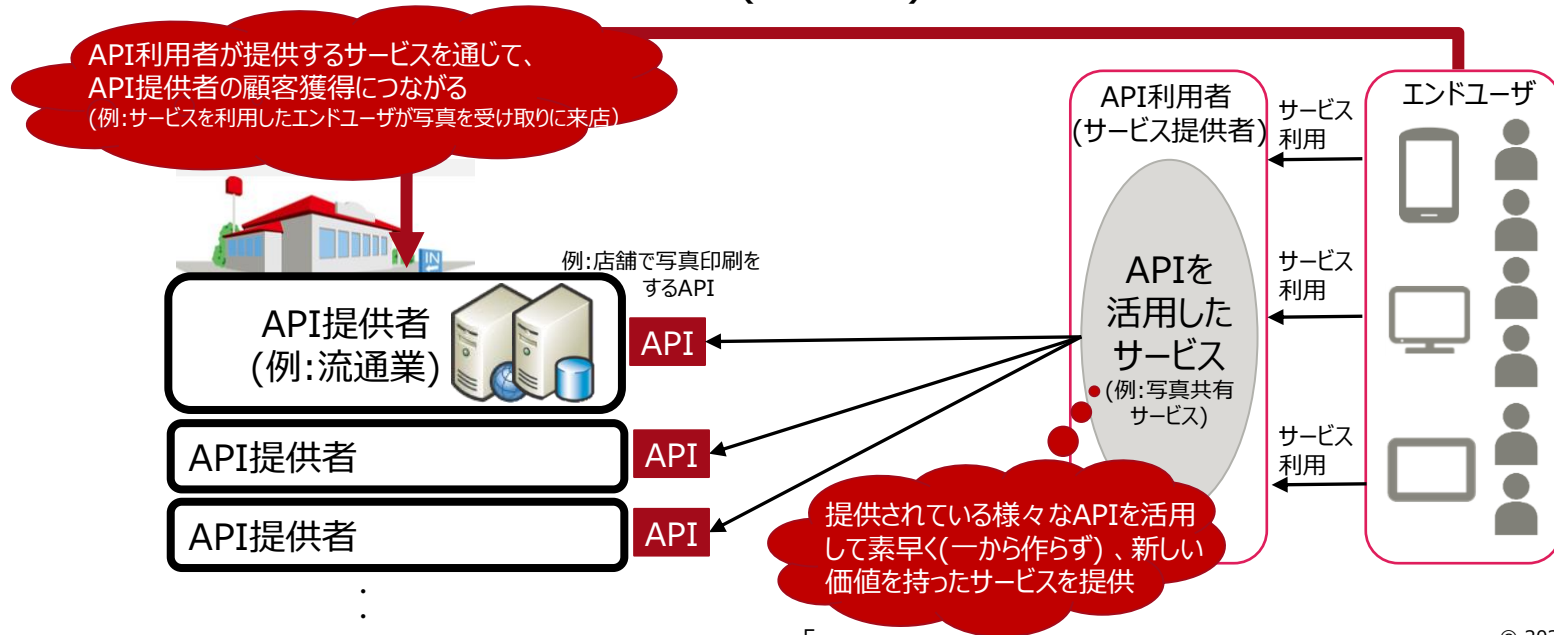 API利用者が提供するサービスを通じて、
API提供者の顧客獲得につながる
(例:サービスを利用したエンドユーザが写真を受け取りに来店)
IN
例:店舗で写真印刷を
するAPI
API提供者
(例:流通業)
API
API提供者
API
API提供者
API
:
API利用者
(サービス提供者)
APIを
活用した
サービス
(例:写真共有
サービス)
提供されている様々なAPIを活用
して素早く(一から作らず) 、新しい
価値を持ったサービスを提供
サービス
利用
サービス
利用
サービス
利用
エンドユーザ